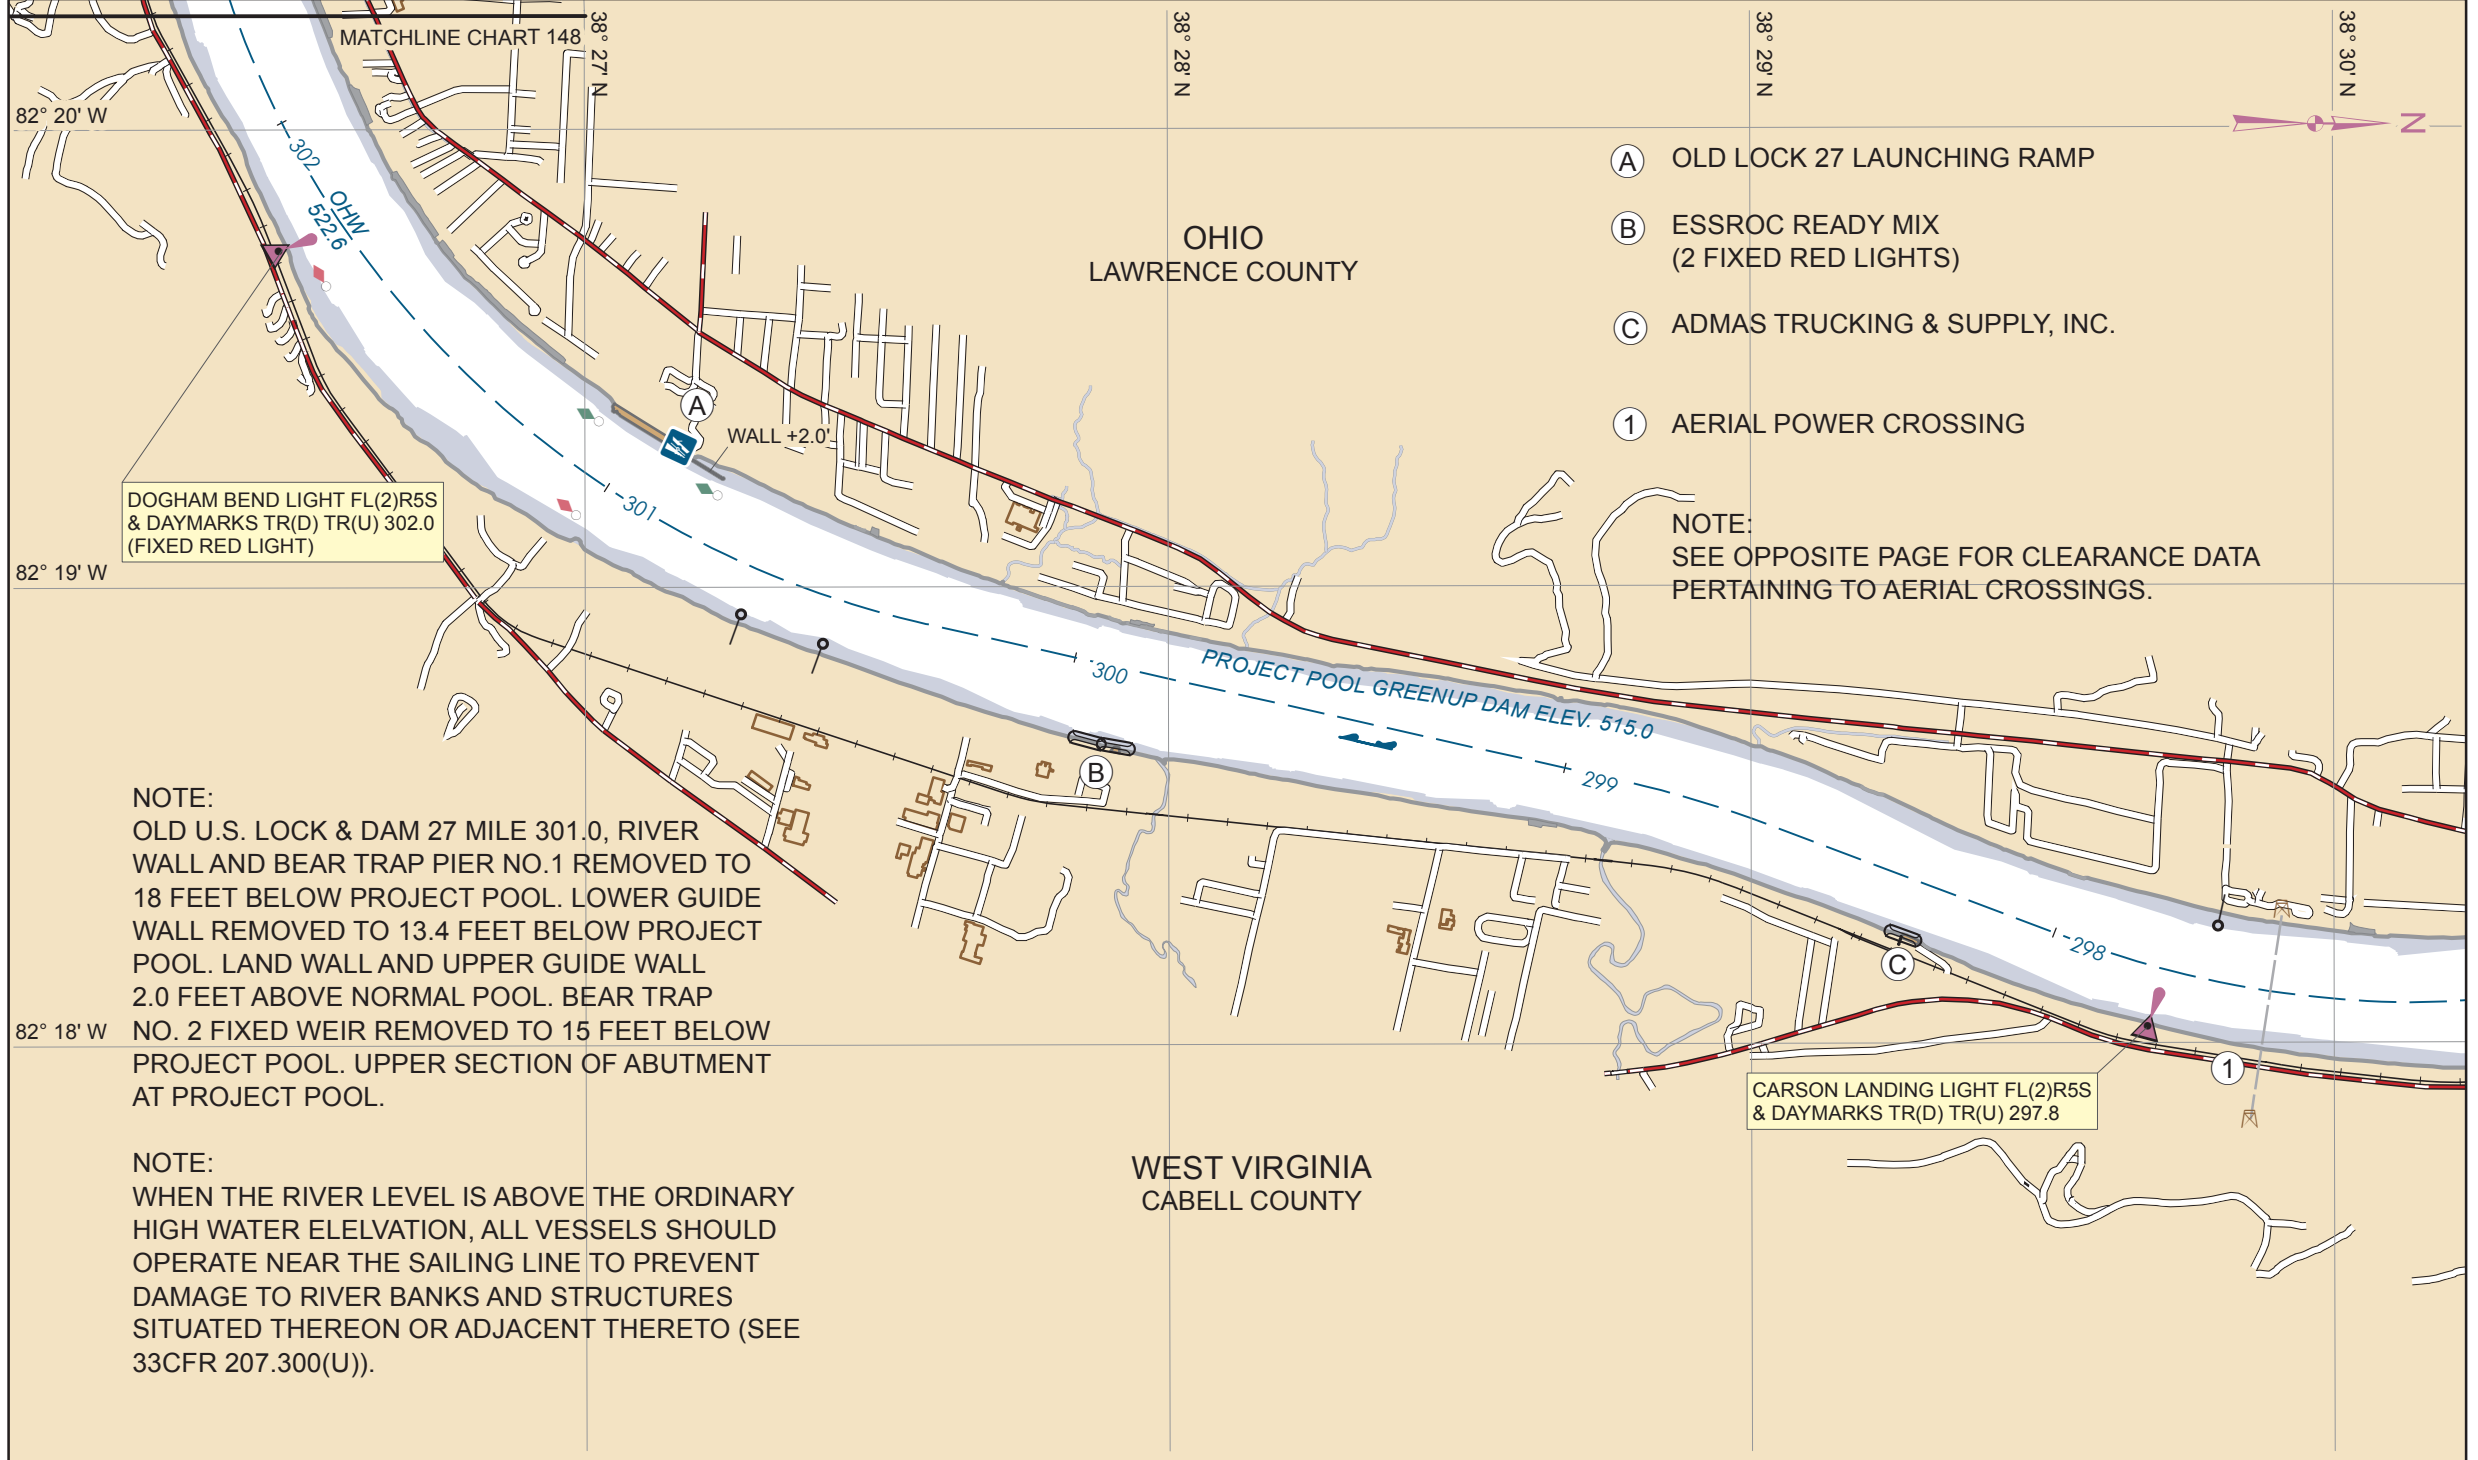 MATCHLINE CHART 148
38° 27' N
38° 28' N
38° 29' N
38° 30' N
82° 20' W
N
302
OHW
522.6
OHIO
LAWRENCE COUNTY
A OLD LOCK 27 LAUNCHING RAMP
B ESSROC READY MIX
(2 FIXED RED LIGHTS)
C ADMAS TRUCKING & SUPPLY, INC.
1 AERIAL POWER CROSSING
A
WALL +2.0'
DOGHAM BEND LIGHT FL(2)R5S
& DAYMARKS TR(D) TR(U) 302.0
(FIXED RED LIGHT)
301
NOTE:
SEE OPPOSITE PAGE FOR CLEARANCE DATA
PERTAINING TO AERIAL CROSSINGS.
82° 19' W
300
PROJECT POOL GREENUP DAM ELEV. 515.0
299
B
298
C
NOTE:
OLD U.S. LOCK & DAM 27 MILE 301.0, RIVER
WALL AND BEAR TRAP PIER NO.1 REMOVED TO
18 FEET BELOW PROJECT POOL. LOWER GUIDE
WALL REMOVED TO 13.4 FEET BELOW PROJECT
POOL. LAND WALL AND UPPER GUIDE WALL
2.0 FEET ABOVE NORMAL POOL. BEAR TRAP
NO. 2 FIXED WEIR REMOVED TO 15 FEET BELOW
PROJECT POOL. UPPER SECTION OF ABUTMENT
AT PROJECT POOL.
82° 18' W
1
CARSON LANDING LIGHT FL(2)R5S
& DAYMARKS TR(D) TR(U) 297.8
WEST VIRGINIA
CABELL COUNTY
NOTE:
WHEN THE RIVER LEVEL IS ABOVE THE ORDINARY
HIGH WATER ELELVATION, ALL VESSELS SHOULD
OPERATE NEAR THE SAILING LINE TO PREVENT
DAMAGE TO RIVER BANKS AND STRUCTURES
SITUATED THEREON OR ADJACENT THERETO (SEE
33CFR 207.300(U)).